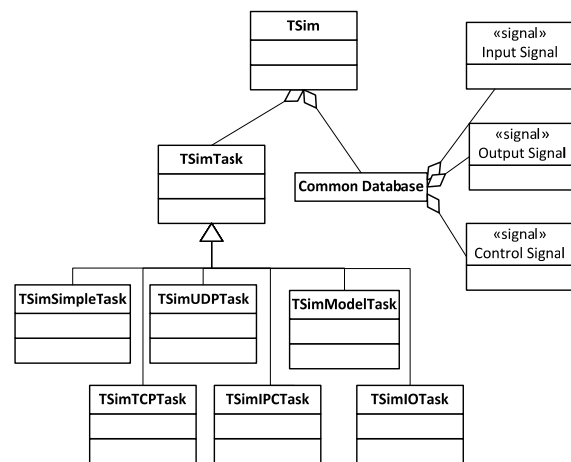 TSim
«signal»
Input Signal
«signal»
Output Signal
TSimTask
Common Database
«signal»
Control Signal
TSimSimpleTask
TSimUDPTask
TSimModelTask
TSimTCPTask
TSimIPCTask
TSimIOTask